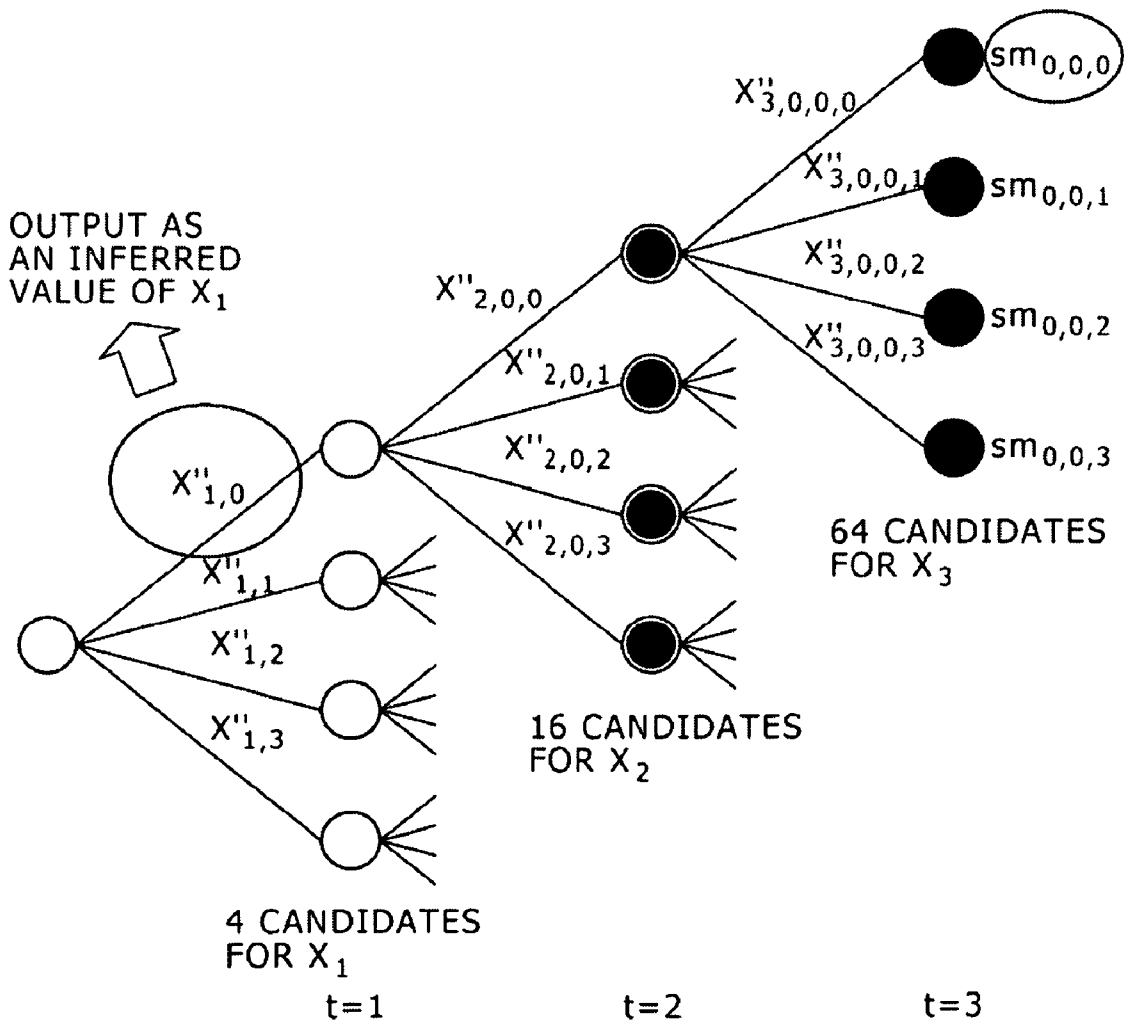 X''3,0,0,0
sm0,0,0
X''3,0,0,1
sm0,0,1
OUTPUT AS
AN INFERRED
VALUE OF X1
X''2,0,0
X''3,0,0,2
sm0,0,2
X''3,0,0,3
X''2,0,1
X''2,0,2
sm0,0,3
X''1,0
X''2,0,3
64 CANDIDATES
FOR X3
X''1,1
X''1,2
X''1,3
16 CANDIDATES
FOR X2
4 CANDIDATES
FOR X1
t=1
t=2
t=3